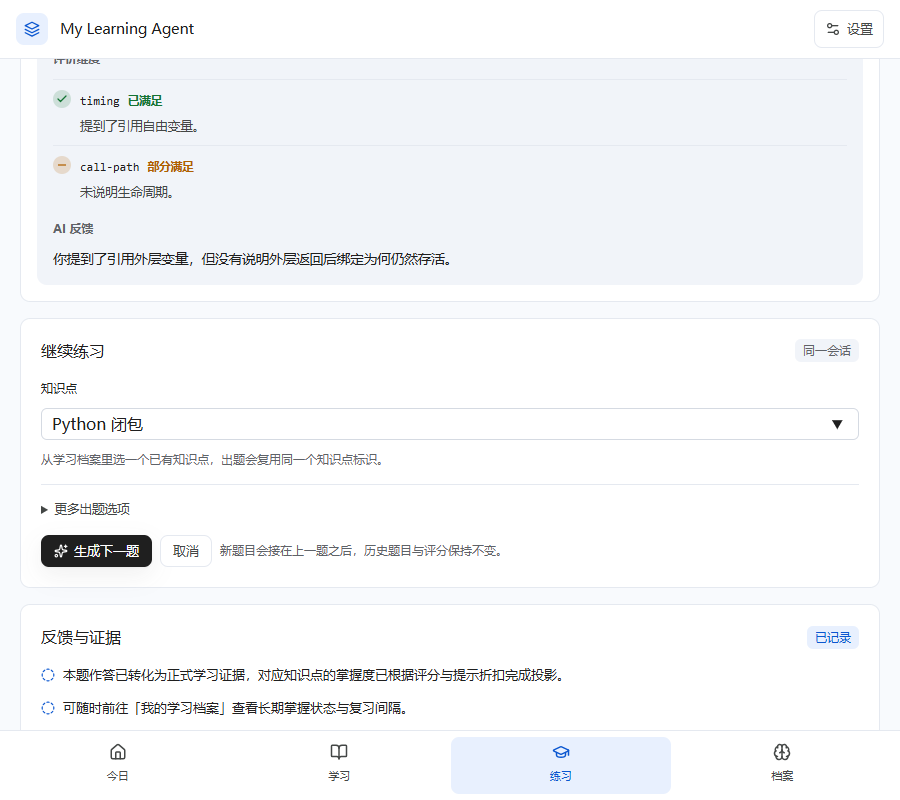 My Learning Agent
设置
评价维度
timing 已满足
提到了引用自由变量。
call-path 部分满足
未说明生命周期。
AI 反馈
你提到了引用外层变量，但没有说明外层返回后绑定为何仍然存活。
继续练习
同一会话
知识点
Python 闭包
从学习档案里选一个已有知识点，出题会复用同一个知识点标识。
更多出题选项
生成下一题
取消
新题目会接在上一题之后，历史题目与评分保持不变。
反馈与证据
已记录
本题作答已转化为正式学习证据，对应知识点的掌握度已根据评分与提示折扣完成投影。
可随时前往「我的学习档案」查看长期掌握状态与复习间隔。
今日
学习
练习
档案